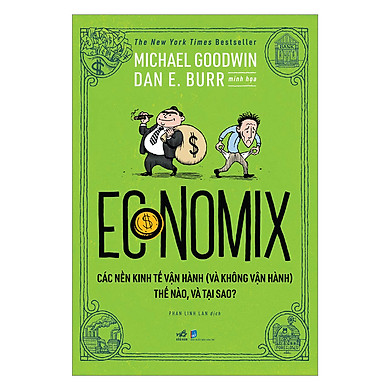 The New York Times Bestseller
MICHAEL GOODWIN
DAN E. BURR minh họa
$
$
ECONOMIX
CÁC NỀN KINH TẾ VẬN HÀNH (VÀ KHÔNG VẬN HÀNH)
THẾ NÀO, VÀ TẠI SAO?
PHAN LINH LAN dịch